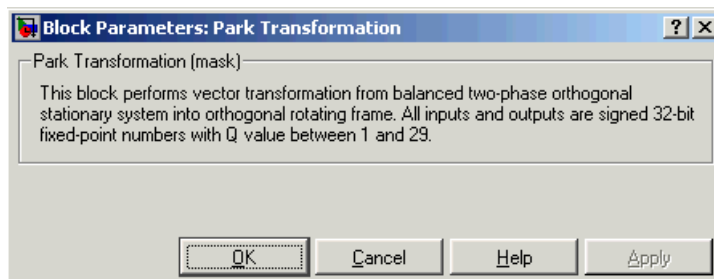 Block Parameters: Park Transformation
Park Transformation (mask)
This block performs vector transformation from balanced two-phase orthogonal
stationary system into orthogonal rotating frame. All inputs and outputs are signed 32-bit
fixed-point numbers with Q value between 1 and 29.
OK Cancel Help Apply